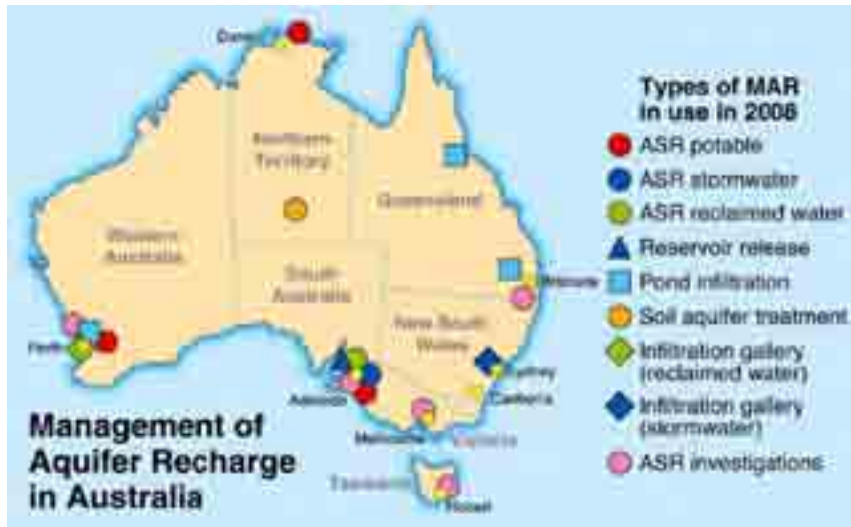 Darwin
Northern
Territory
Queensland
Western
Australia
South
Australia
Brisbane
New South
Wales
Perth
Sydney
Adelaide
Canberra
Melbourne
Victoria
Tasmania
Hobart
Management of
Aquifer Recharge
in Australia
Types of MAR
in use in 2008
ASR potable
ASR stormwater
ASR reclaimed water
Reservoir release
Pond infiltration
Soil aquifer treatment
Infiltration gallery
(reclaimed water)
Infiltration gallery
(stormwater)
ASR investigations